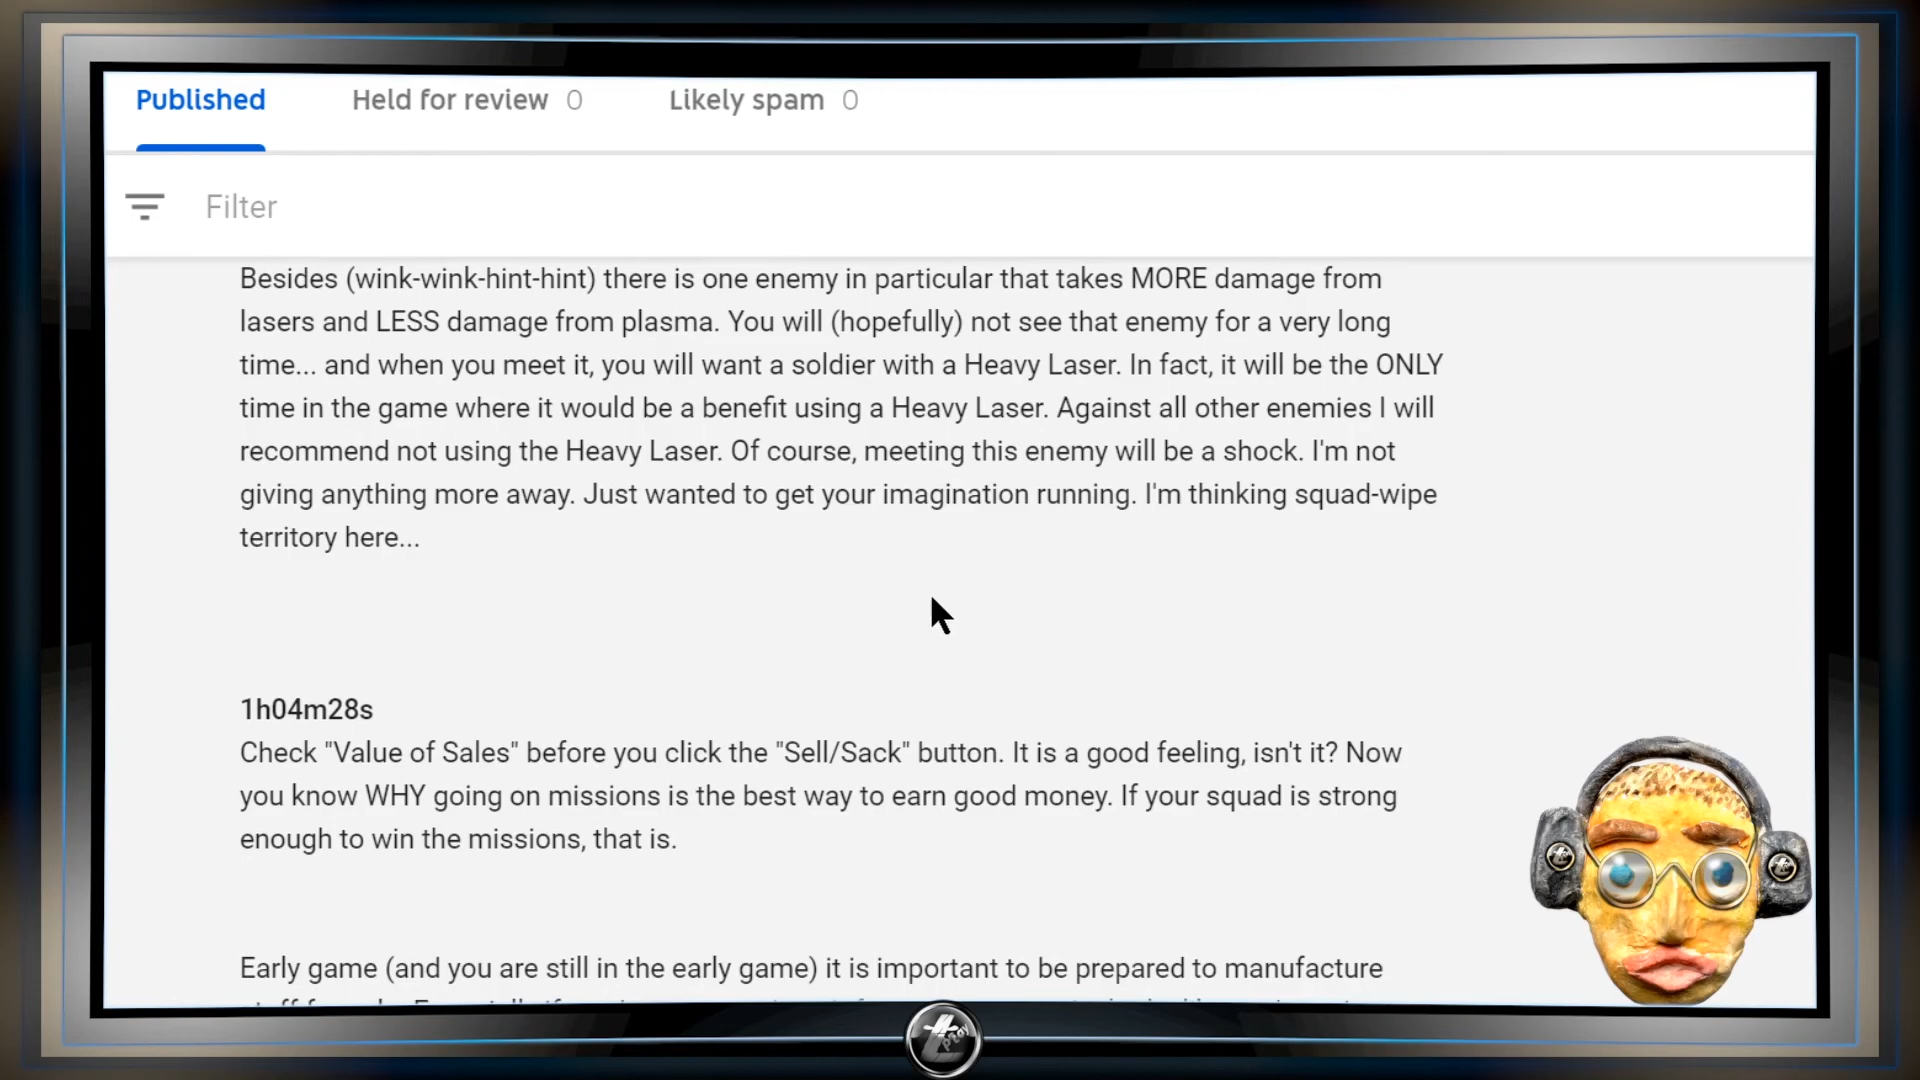 Published Held for review 0 Likely spam 0
Filter
Besides (wink-wink-hint-hint) there is one enemy in particular that takes MORE damage from
lasers and LESS damage from plasma. You will (hopefully) not see that enemy for a very long
time... and when you meet it, you will want a soldier with a Heavy Laser. In fact, it will be the ONLY
time in the game where it would be a benefit using a Heavy Laser. Against all other enemies I will
recommend not using the Heavy Laser. Of course, meeting this enemy will be a shock. I'm not
giving anything more away. Just wanted to get your imagination running. I'm thinking squad-wipe
territory here...
1h04m28s
Check "Value of Sales" before you click the "Sell/Sack" button. It is a good feeling, isn't it? Now
you know WHY going on missions is the best way to earn good money. If your squad is strong
enough to win the missions, that is.
Early game (and you are still in the early game) it is important to be prepared to manufacture